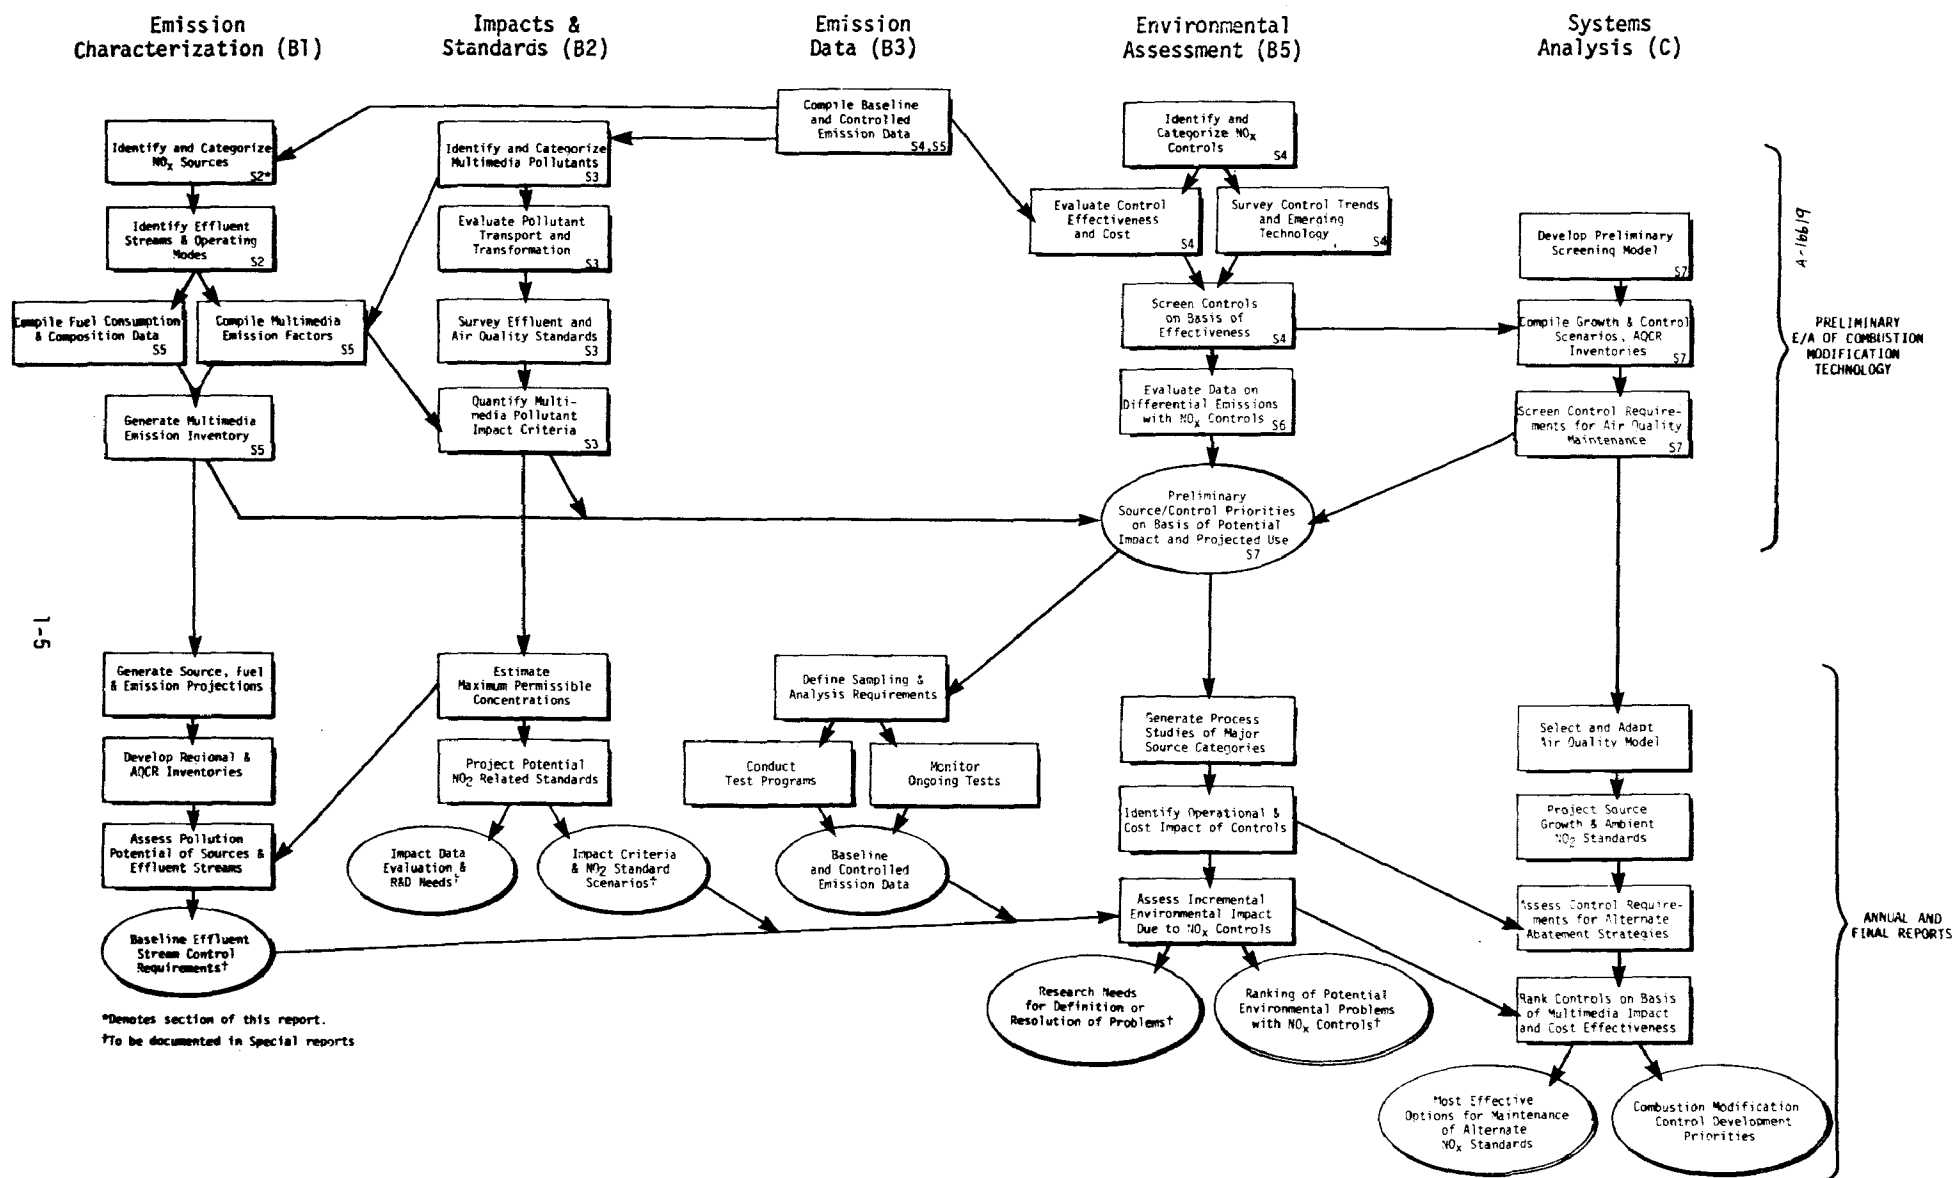 Emission
Characterization (B1)
Impacts &
Standards (B2)
Emission
Data (B3)
Environmental
Assessment (B5)
Systems
Analysis (C)
Compile Baseline
and Controlled
Emission Data
S4,S5
Identify and
Categorize NOx
Controls
S4
Identify and Categorize
NOx Sources
S2*
Identify and Categorize
Multimedia Pollutants
S3
Evaluate Control
Effectiveness
and Cost
S4
Survey Control Trends
and Emerging
Technology
S4
Identify Effluent
Streams & Operating
Modes
S2
Evaluate Pollutant
Transport and
Transformation
S3
Develop Preliminary
Screening Model
S7
A-19919
Compile Fuel Consumption
& Composition Data
S5
Compile Multimedia
Emission Factors
S5
Survey Effluent and
Air Quality Standards
S3
Screen Controls
on Basis of
Effectiveness
S4
Compile Growth & Control
Scenarios, AQCR
Inventories
S7
PRELIMINARY
E/A OF COMBUSTION
MODIFICATION
TECHNOLOGY
Generate Multimedia
Emission Inventory
S5
Quantify Multi-
media Pollutant
Impact Criteria
S3
Evaluate Data on
Differential Emissions
with NOx Controls
S6
Screen Control Require-
ments for Air Quality
Maintenance
S7
Preliminary
Source/Control Priorities
on Basis of Potential
Impact and Projected Use
S7
1-5
Generate Source, Fuel
& Emission Projections
Estimate
Maximum Permissible
Concentrations
Define Sampling &
Analysis Requirements
Generate Process
Studies of Major
Source Categories
Select and Adapt
Air Quality Model
Develop Regional &
AQCR Inventories
Project Potential
NO2 Related Standards
Conduct
Test Programs
Monitor
Ongoing Tests
Identify Operational &
Cost Impact of Controls
Project Source
Growth & Ambient
NO2 Standards
Assess Pollution
Potential of Sources &
Effluent Streams
Impact Data
Evaluation &
R&D Needs†
Impact Criteria
& NO2 Standard
Scenarios†
Baseline
and Controlled
Emission Data
Assess Incremental
Environmental Impact
Due to NOx Controls
Assess Control Require-
ments for Alternate
Abatement Strategies
ANNUAL AND
FINAL REPORTS
Baseline Effluent
Stream Control
Requirements†
Research Needs
for Definition or
Resolution of Problems†
Ranking of Potential
Environmental Problems
with NOx Controls†
Rank Controls on Basis
of Multimedia Impact
and Cost Effectiveness
*Denotes section of this report.
†To be documented in Special reports
Most Effective
Options for Maintenance
of Alternate
NOx Standards
Combustion Modification
Control Development
Priorities